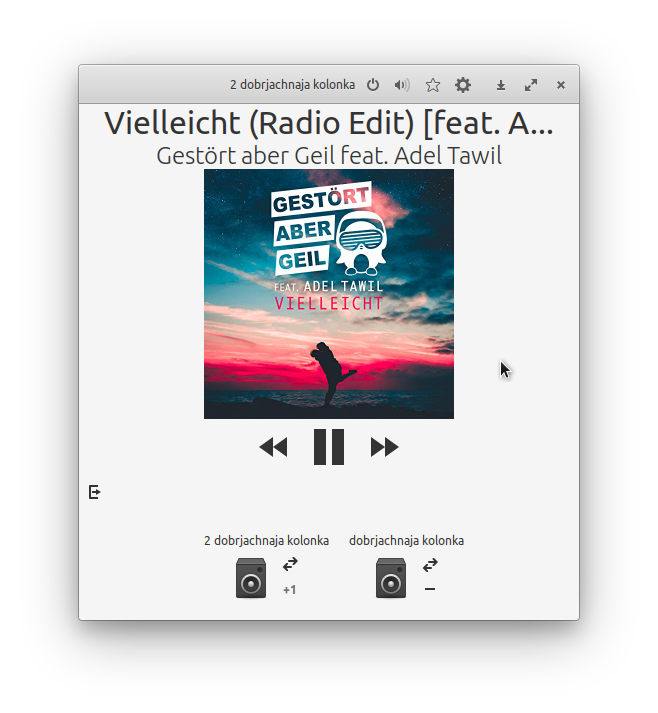 2 dobrjachnaja kolonka
Vielleicht (Radio Edit) [feat. A...
Gestört aber Geil feat. Adel Tawil
GESTÖRT
ABER
GEIL
FEAT. ADEL TAWIL
VIELLEICHT
2 dobrjachnaja kolonka dobrjachnaja kolonka
+1